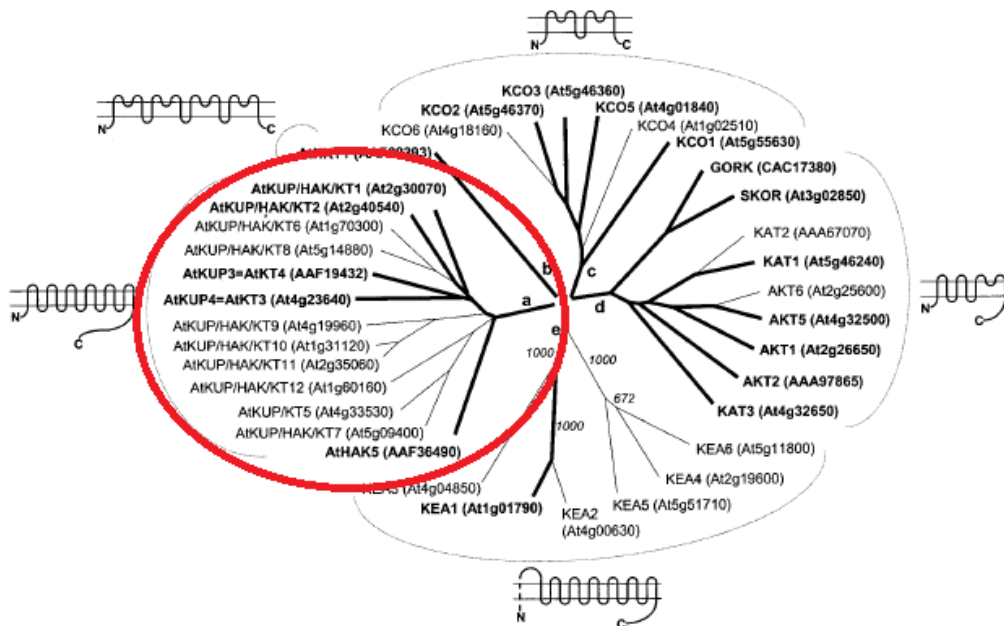 N
C
N
C
KCO3 (At5g46360)
KCO2 (At5g46370)
KCO5 (At4g01840)
KCO6 (At4g18160)
KCO4 (At1g02510)
KCO1 (At5g55630)
GORK (CAC17380)
SKOR (At3g02850)
KAT2 (AAA67070)
KAT1 (At5g46240)
AKT6 (At2g25600)
AKT5 (At4g32500)
AKT1 (At2g26650)
AKT2 (AAA97865)
KAT3 (At4g32650)
AtKUP/HAK/KT1 (At2g30070)
AtKUP/HAK/KT2 (At2g40540)
AtKUP/HAK/KT6 (At1g70300)
AtKUP/HAK/KT8 (At5g14880)
AtKUP3=AtKT4 (AAF19432)
AtKUP4=AtKT3 (At4g23640)
AtKUP/HAK/KT9 (At4g19960)
AtKUP/HAK/KT10 (At1g31120)
AtKUP/HAK/KT11 (At2g35060)
AtKUP/HAK/KT12 (At1g60160)
AtKUP/KT5 (At4g33530)
AtKUP/HAK/KT7 (At5g09400)
AtHAK5 (AAF36490)
b
c
a
d
e
1000
1000
672
1000
N
C
N
C
(At4g04850)
KEA1 (At1g01790)
KEA2
(At4g00630)
KEA5 (At5g51710)
KEA4 (At2g19600)
KEA6 (At5g11800)
N
C